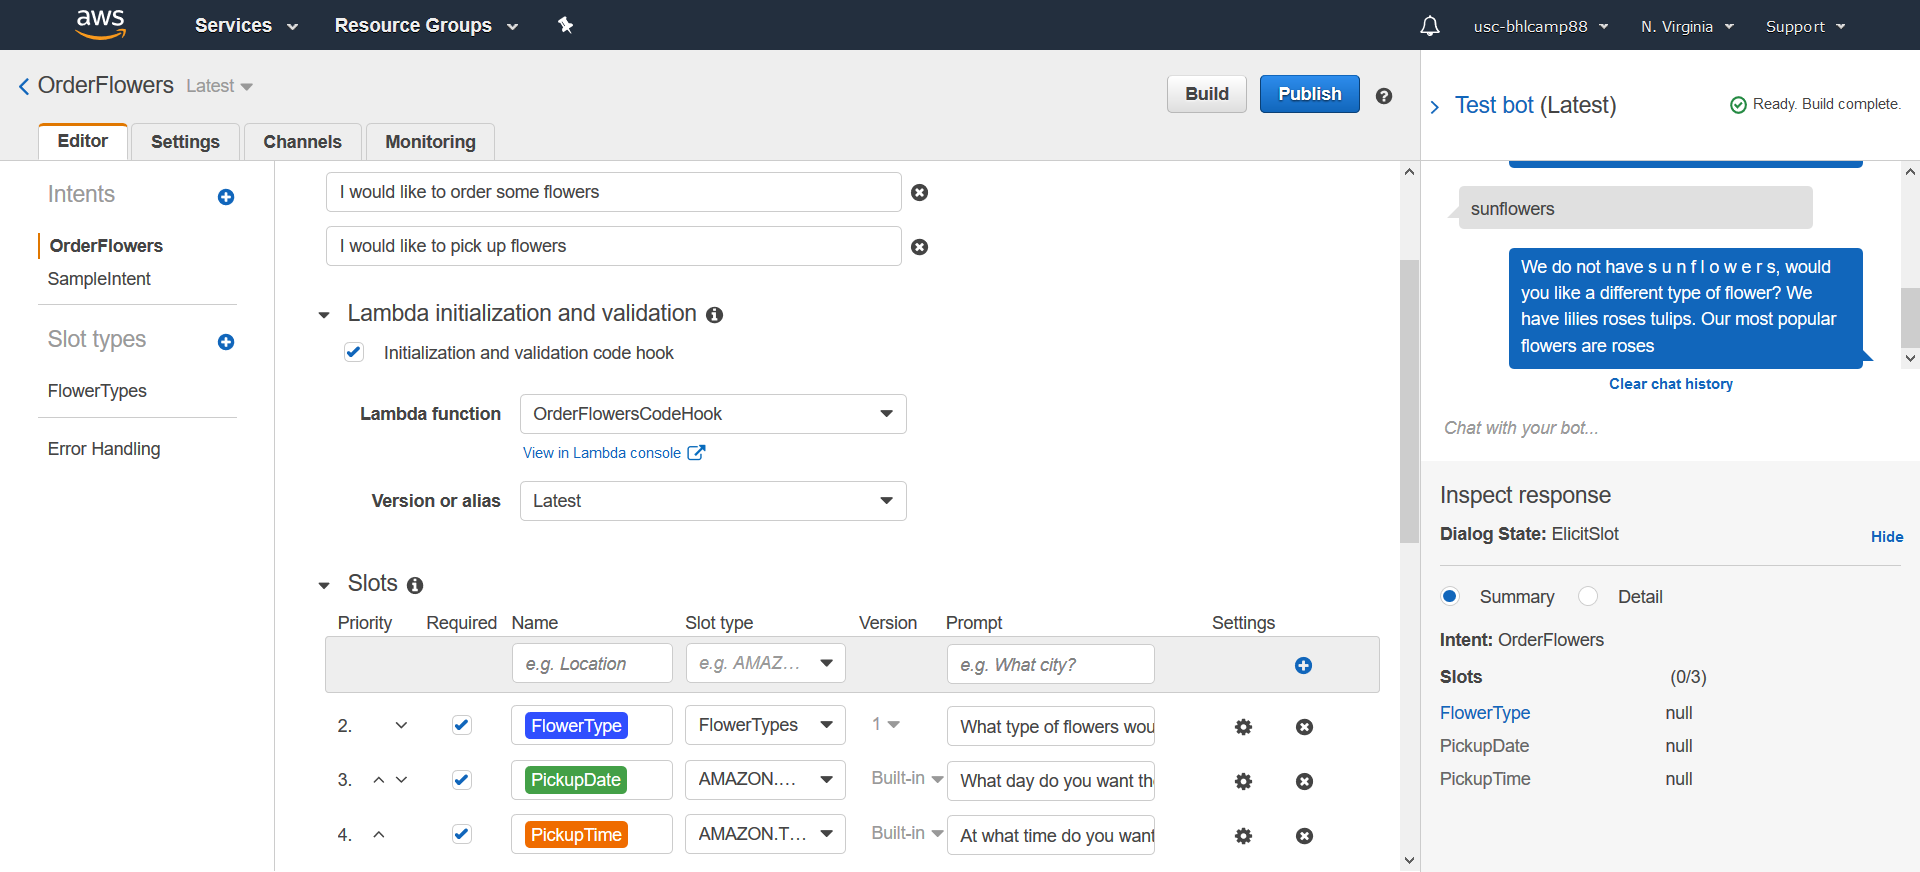 aws Services Resource Groups usc-bhlcamp88 N. Virginia Support
OrderFlowers Latest
Build Publish
Editor Settings Channels Monitoring
Intents
OrderFlowers
SampleIntent
Slot types
FlowerTypes
Error Handling
I would like to order some flowers
I would like to pick up flowers
Lambda initialization and validation
Initialization and validation code hook
Lambda function OrderFlowersCodeHook
View in Lambda console
Version or alias Latest
Slots
Priority Required Name Slot type Version Prompt Settings
e.g. Location e.g. AMAZ... e.g. What city?
2. FlowerType FlowerTypes 1 What type of flowers wou
3. PickupDate AMAZON.... Built-in What day do you want th
4. PickupTime AMAZON.T... Built-in At what time do you want
Test bot (Latest) Ready. Build complete.
sunflowers
We do not have s u n f l o w e r s, would
you like a different type of flower? We
have lilies roses tulips. Our most popular
flowers are roses
Clear chat history
Chat with your bot...
Inspect response
Dialog State: ElicitSlot
Hide
Summary Detail
Intent: OrderFlowers
Slots (0/3)
FlowerType null
PickupDate null
PickupTime null